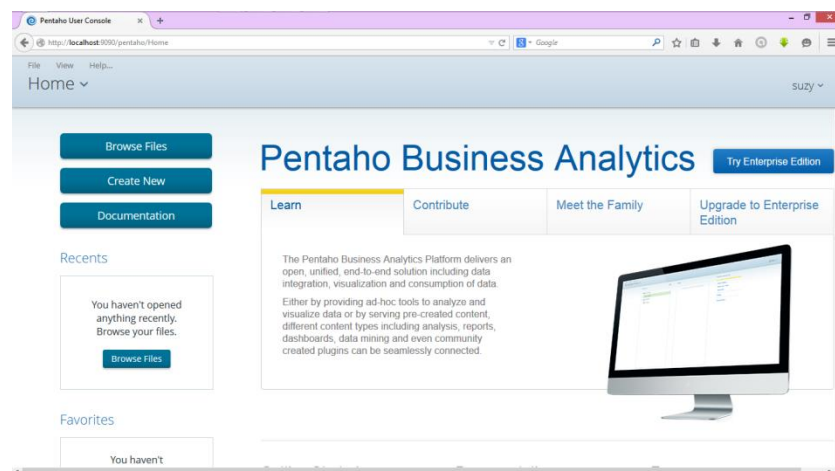 Pentaho User Console
http://localhost:9090/pentaho/Home
Google
File View Help...
Home
suzy
Browse Files
Create New
Documentation
Pentaho Business Analytics
Try Enterprise Edition
Learn
Contribute
Meet the Family
Upgrade to Enterprise
Edition
The Pentaho Business Analytics Platform delivers an
open, unified, end-to-end solution including data
integration, visualization and consumption of data.
Either by providing ad-hoc tools to analyze and
visualize data or by serving pre-created content,
different content types including analysis, reports,
dashboards, data mining and even community
created plugins can be seamlessly connected.
Recents
You haven't opened
anything recently.
Browse your files.
Browse Files
Favorites
You haven't